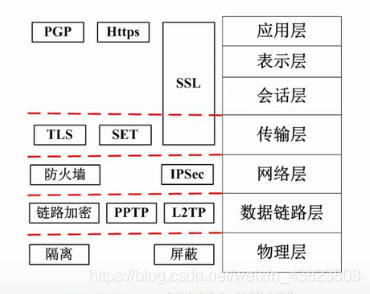 PGP Https 应用层
表示层
SSL
会话层
TLS SET 传输层
防火墙 IPSec 网络层
链路加密 PPTP L2TP 数据链路层
隔离 屏蔽 物理层
https://blog.csdn.net/weixin_43823808